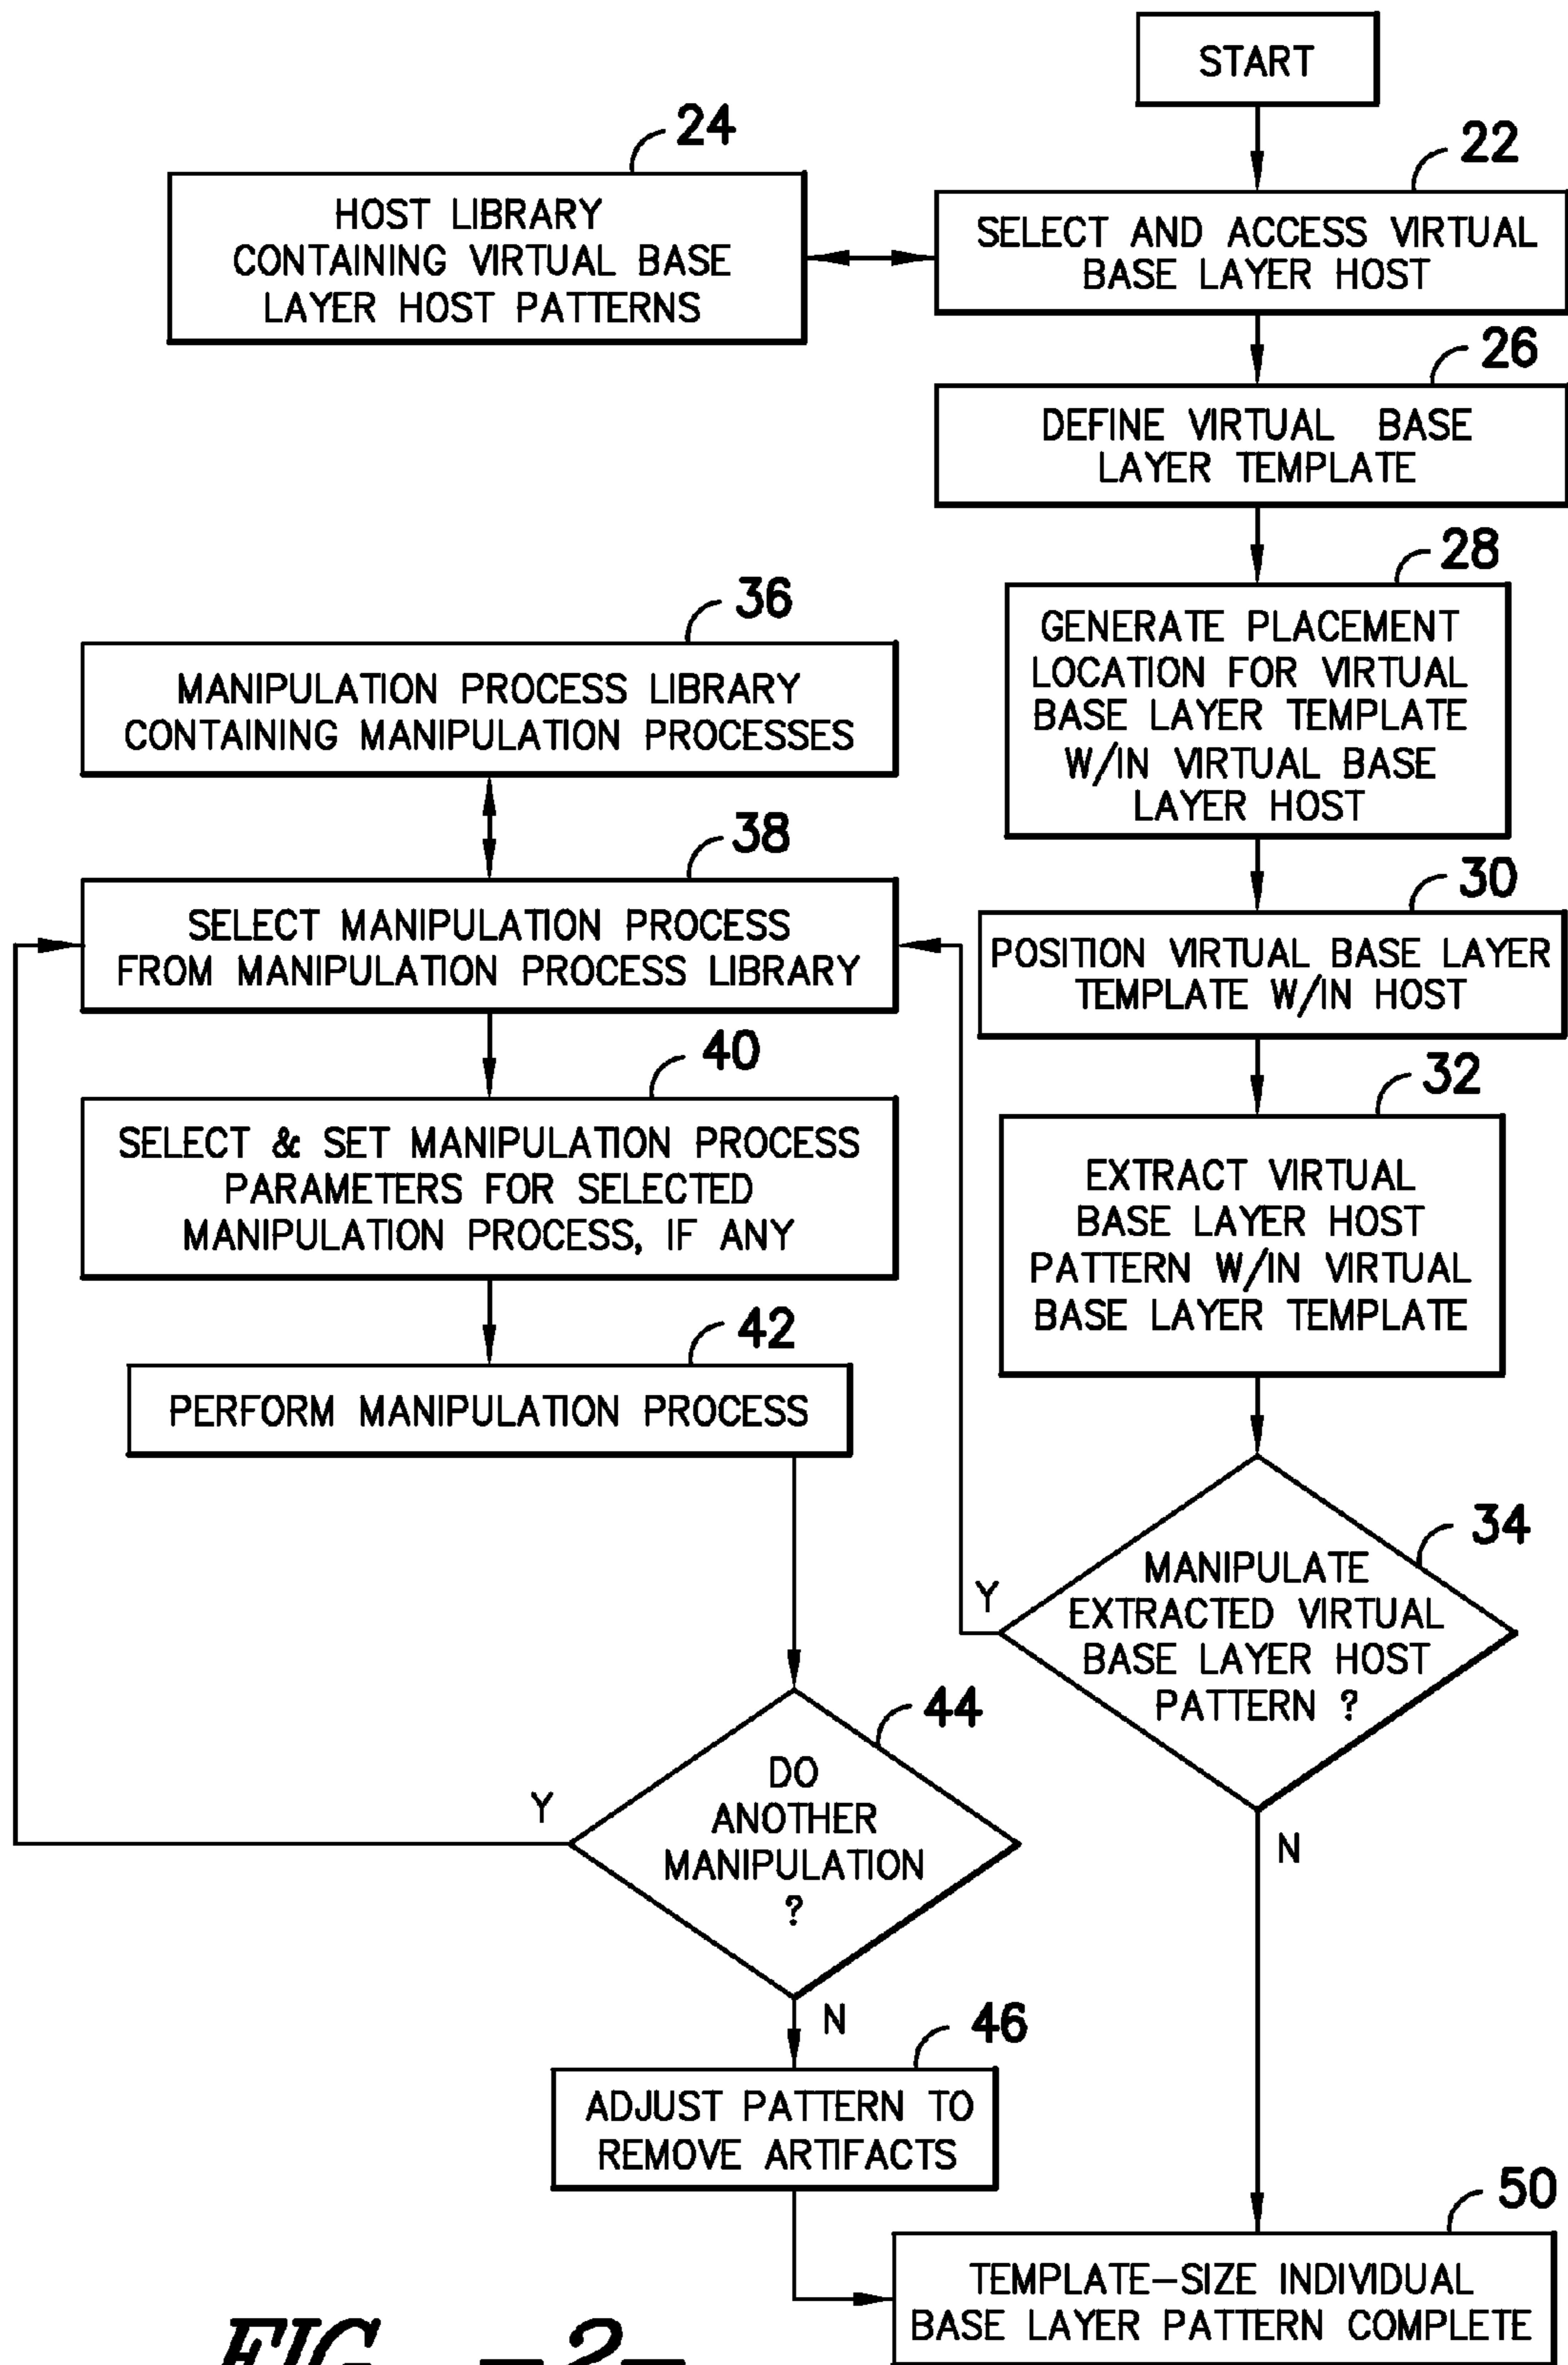 START
22
SELECT AND ACCESS VIRTUAL
BASE LAYER HOST
24
HOST LIBRARY
CONTAINING VIRTUAL BASE
LAYER HOST PATTERNS
26
DEFINE VIRTUAL BASE
LAYER TEMPLATE
28
GENERATE PLACEMENT
LOCATION FOR VIRTUAL
BASE LAYER TEMPLATE
W/IN VIRTUAL BASE
LAYER HOST
30
POSITION VIRTUAL BASE LAYER
TEMPLATE W/IN HOST
32
EXTRACT VIRTUAL
BASE LAYER HOST
PATTERN W/IN VIRTUAL
BASE LAYER TEMPLATE
34
MANIPULATE
EXTRACTED VIRTUAL
BASE LAYER HOST
PATTERN ?
Y
N
36
MANIPULATION PROCESS LIBRARY
CONTAINING MANIPULATION PROCESSES
38
SELECT MANIPULATION PROCESS
FROM MANIPULATION PROCESS LIBRARY
40
SELECT & SET MANIPULATION PROCESS
PARAMETERS FOR SELECTED
MANIPULATION PROCESS, IF ANY
42
PERFORM MANIPULATION PROCESS
44
DO
ANOTHER
MANIPULATION
?
Y
N
46
ADJUST PATTERN TO
REMOVE ARTIFACTS
50
TEMPLATE-SIZE INDIVIDUAL
BASE LAYER PATTERN COMPLETE
FIG. -2-